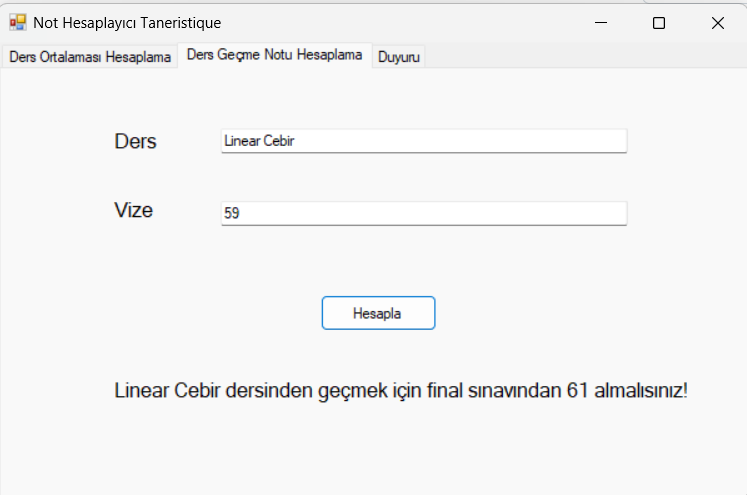 Not Hesaplayıcı Taneristique
Ders Ortalaması Hesaplama Ders Geçme Notu Hesaplama Duyuru
Ders Linear Cebir
Vize 59
Hesapla
Linear Cebir dersinden geçmek için final sınavından 61 almalısınız!